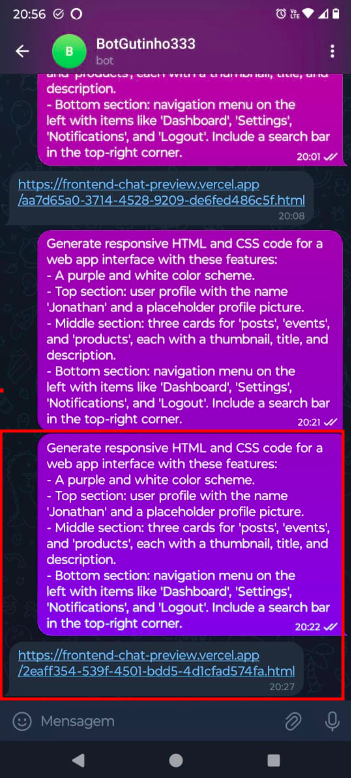 20:56
BotGutinho333
B
bot
and 'products', each with a thumbnail, title, and
description.
- Bottom section: navigation menu on the
left with items like 'Dashboard', 'Settings',
'Notifications', and 'Logout'. Include a search bar
in the top-right corner.
20:01
https://frontend-chat-preview.vercel.app
/aa7d65a0-3714-4528-9209-de6fed486c5f.html
20:08
Generate responsive HTML and CSS code for a
web app interface with these features:
- A purple and white color scheme.
- Top section: user profile with the name
'Jonathan' and a placeholder profile picture.
- Middle section: three cards for 'posts', 'events',
and 'products', each with a thumbnail, title, and
description.
- Bottom section: navigation menu on the
left with items like 'Dashboard', 'Settings',
'Notifications', and 'Logout'. Include a search bar
in the top-right corner.
20:21
Generate responsive HTML and CSS code for a
web app interface with these features:
- A purple and white color scheme.
- Top section: user profile with the name
'Jonathan' and a placeholder profile picture.
- Middle section: three cards for 'posts', 'events',
and 'products', each with a thumbnail, title, and
description.
- Bottom section: navigation menu on the
left with items like 'Dashboard', 'Settings',
'Notifications', and 'Logout'. Include a search bar
in the top-right corner.
20:22
https://frontend-chat-preview.vercel.app
/2eaff354-539f-4501-bdd5-4d1cfad574fa.html
20:27
Mensagem